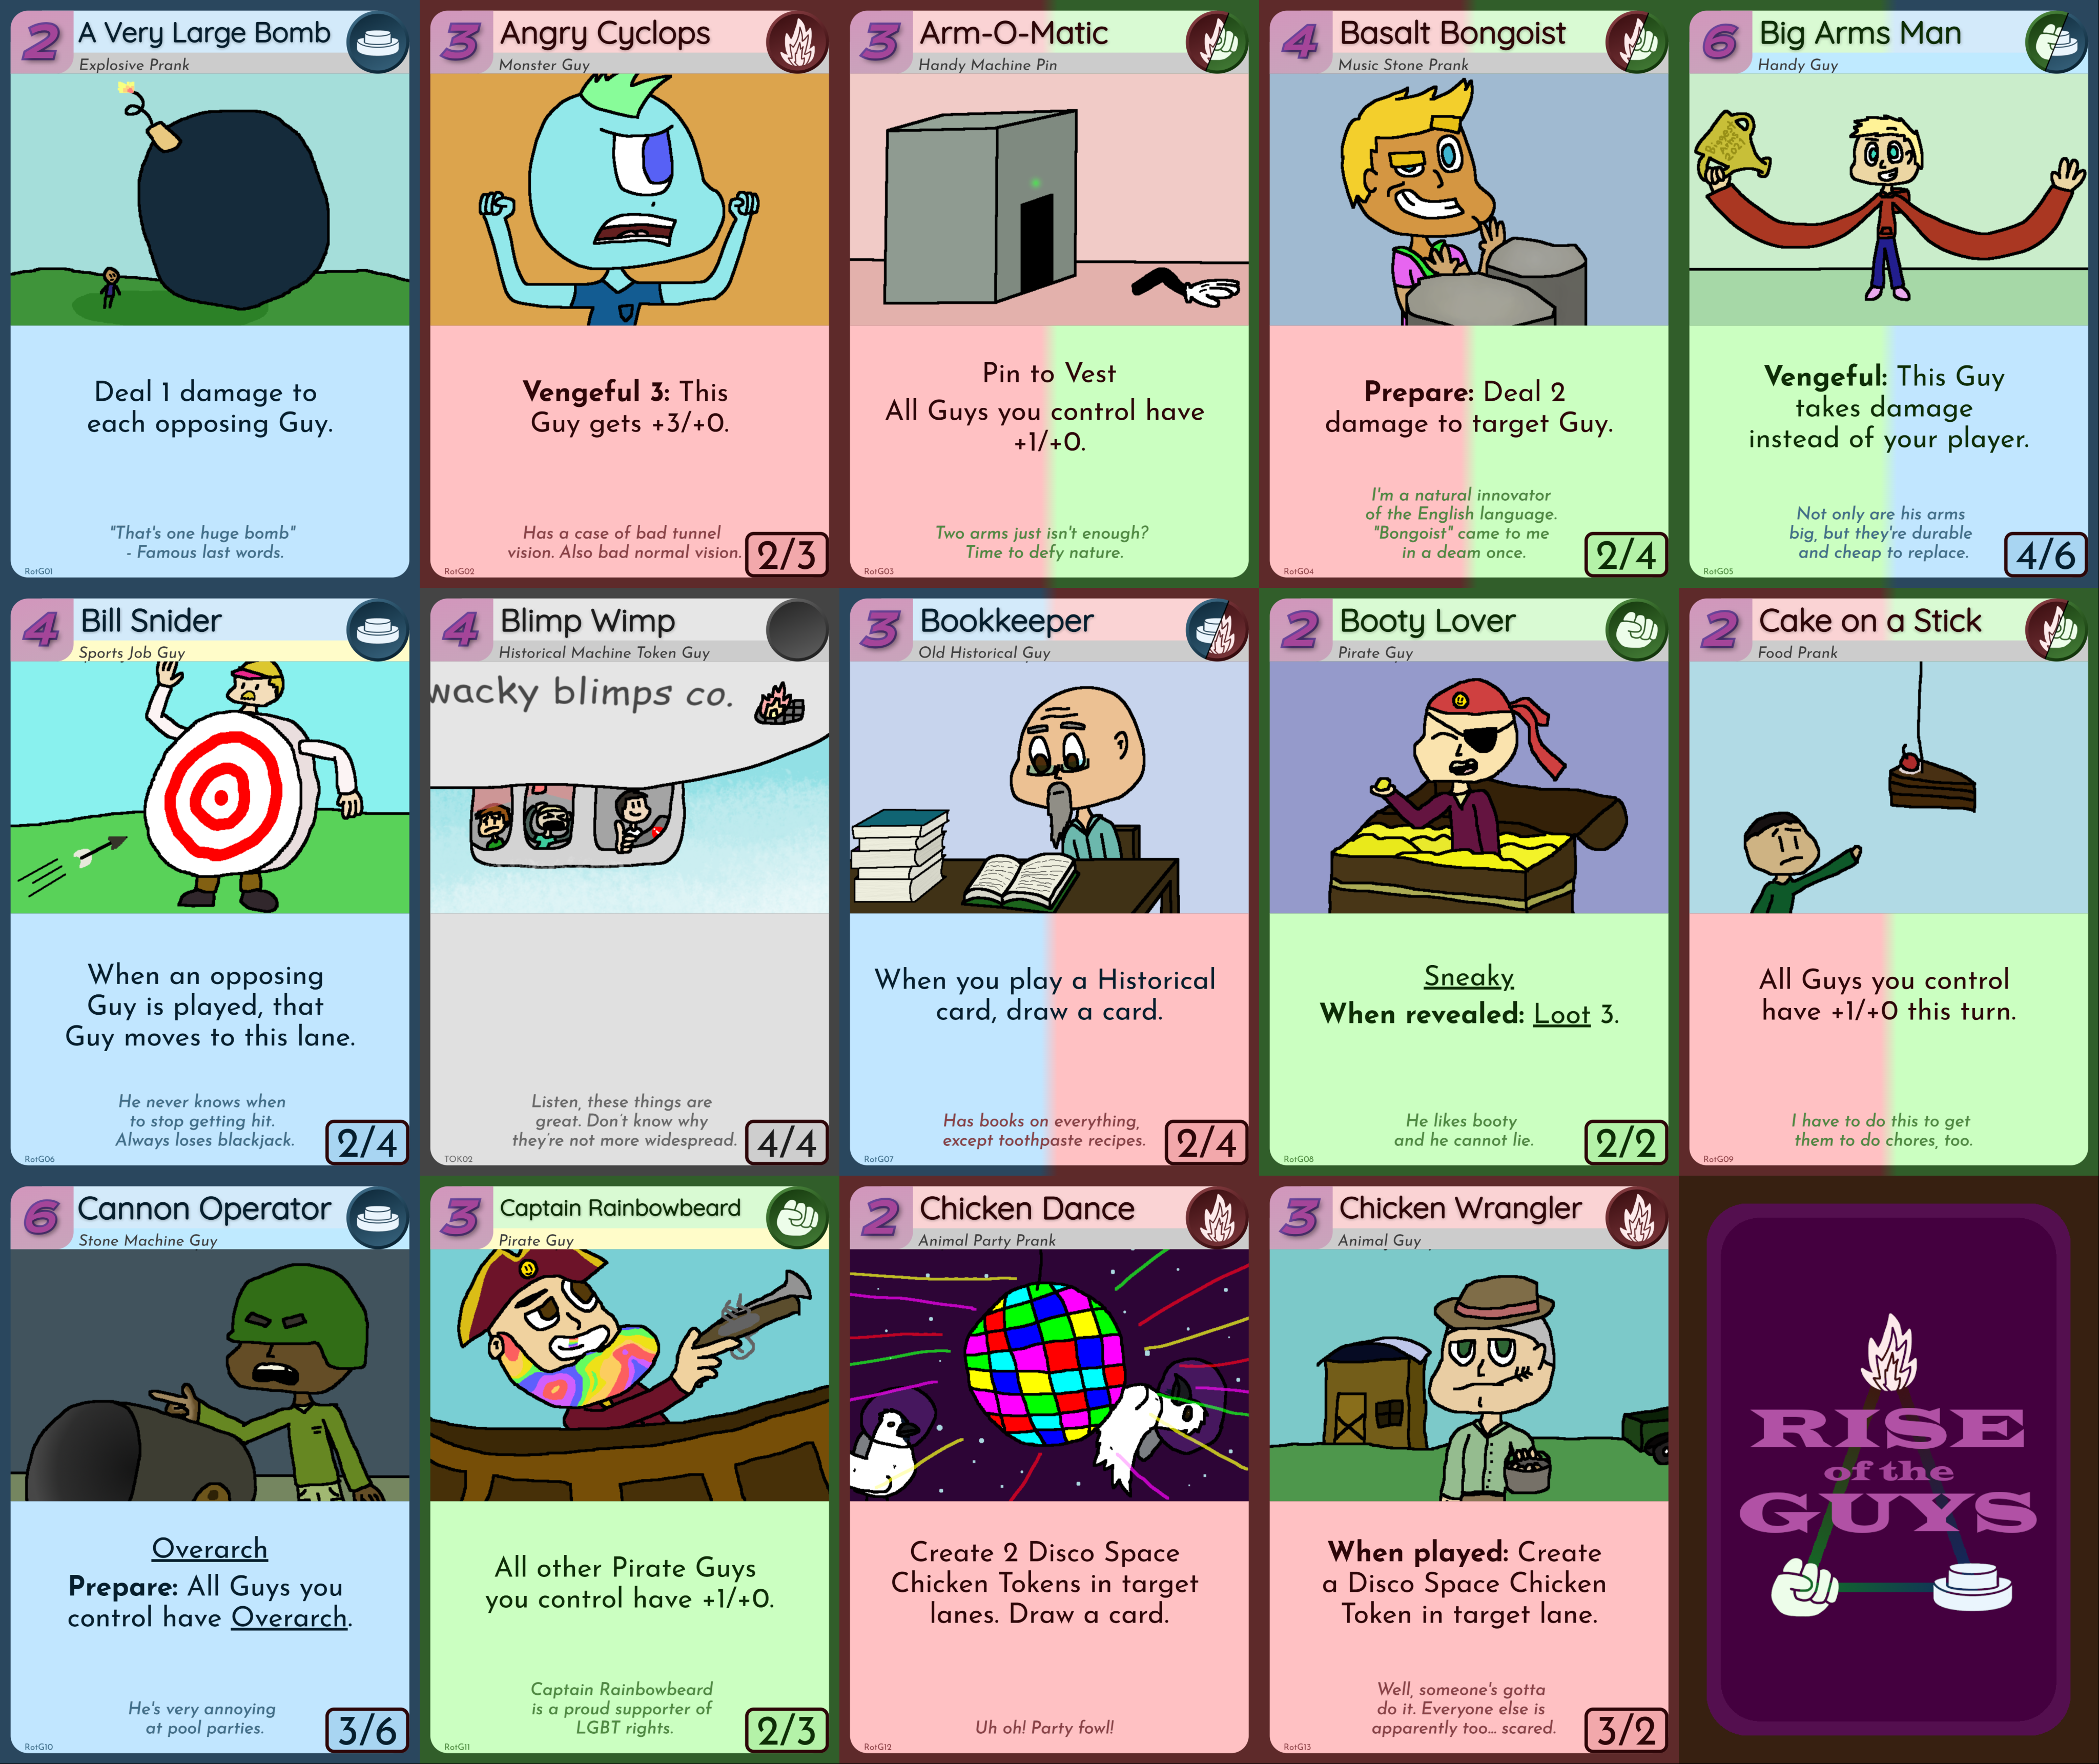 2
A Very Large Bomb
Explosive Prank
Deal 1 damage to
each opposing Guy.
"That's one huge bomb"
- Famous last words.
RotG01
3
Angry Cyclops
Monster Guy
Vengeful 3: This
Guy gets +3/+0.
Has a case of bad tunnel
vision. Also bad normal vision.
2/3
RotG02
3
Arm-O-Matic
Handy Machine Pin
Pin to Vest
All Guys you control have
+1/+0.
Two arms just isn't enough?
Time to defy nature.
RotG03
4
Basalt Bongoist
Music Stone Prank
Prepare: Deal 2
damage to target Guy.
I'm a natural innovator
of the English language.
"Bongoist" came to me
in a deam once.
2/4
RotG04
6
Big Arms Man
Handy Guy
Biggest
Arms
2021
Vengeful: This Guy
takes damage
instead of your player.
Not only are his arms
big, but they're durable
and cheap to replace.
4/6
RotG05
4
Bill Snider
Sports Job Guy
When an opposing
Guy is played, that
Guy moves to this lane.
He never knows when
to stop getting hit.
Always loses blackjack.
2/4
RotG06
4
Blimp Wimp
Historical Machine Token Guy
wacky blimps co.
Listen, these things are
great. Don't know why
they're not more widespread.
4/4
TOK02
3
Bookkeeper
Old Historical Guy
When you play a Historical
card, draw a card.
Has books on everything,
except toothpaste recipes.
2/4
RotG07
2
Booty Lover
Pirate Guy
Sneaky
When revealed: Loot 3.
He likes booty
and he cannot lie.
2/2
RotG08
2
Cake on a Stick
Food Prank
All Guys you control
have +1/+0 this turn.
I have to do this to get
them to do chores, too.
RotG09
6
Cannon Operator
Stone Machine Guy
Overarch
Prepare: All Guys you
control have Overarch.
He's very annoying
at pool parties.
3/6
RotG10
3
Captain Rainbowbeard
Pirate Guy
All other Pirate Guys
you control have +1/+0.
Captain Rainbowbeard
is a proud supporter of
LGBT rights.
2/3
RotG11
2
Chicken Dance
Animal Party Prank
Create 2 Disco Space
Chicken Tokens in target
lanes. Draw a card.
Uh oh! Party fowl!
RotG12
3
Chicken Wrangler
Animal Guy
When played: Create
a Disco Space Chicken
Token in target lane.
Well, someone's gotta
do it. Everyone else is
apparently too... scared.
3/2
RotG13
RISE
of the
GUYS